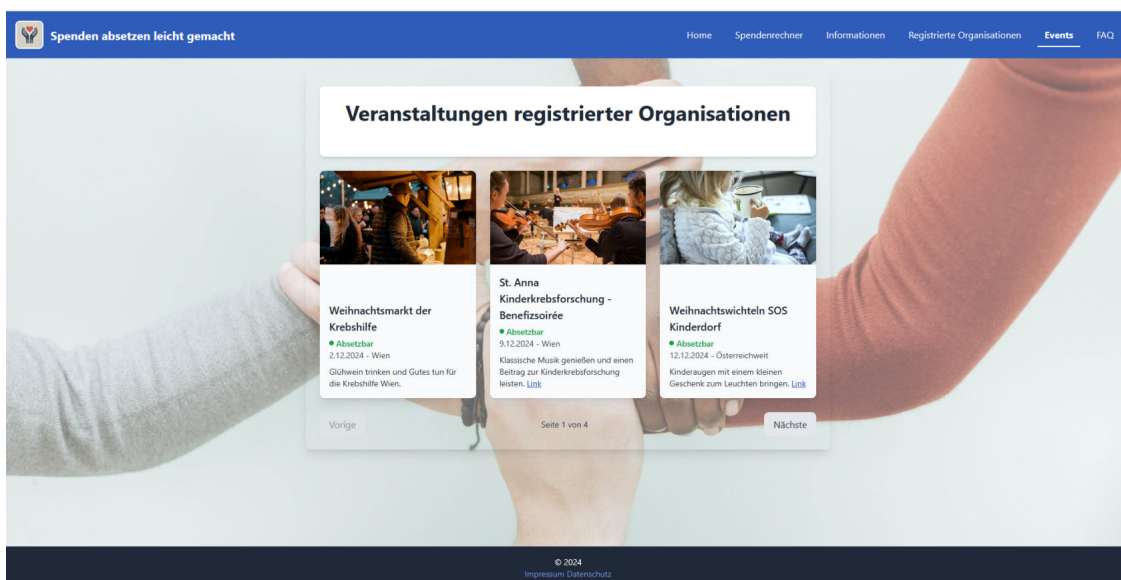 Spenden absetzen leicht gemacht
Home Spendenrechner Informationen Registrierte Organisationen Events FAQ
Veranstaltungen registrierter Organisationen
Weihnachtsmarkt der
Krebshilfe
Absetzbar
2.12.2024 - Wien
Glühwein trinken und Gutes tun für
die Krebshilfe Wien.
St. Anna
Kinderkrebsforschung -
Benefizsoirée
Absetzbar
9.12.2024 - Wien
Klassische Musik genießen und einen
Beitrag zur Kinderkrebsforschung
leisten. Link
Weihnachtswichteln SOS
Kinderdorf
Absetzbar
12.12.2024 - Österreichweit
Kinderaugen mit einem kleinen
Geschenk zum Leuchten bringen. Link
Vorige
Seite 1 von 4
Nächste
© 2024
Impressum Datenschutz